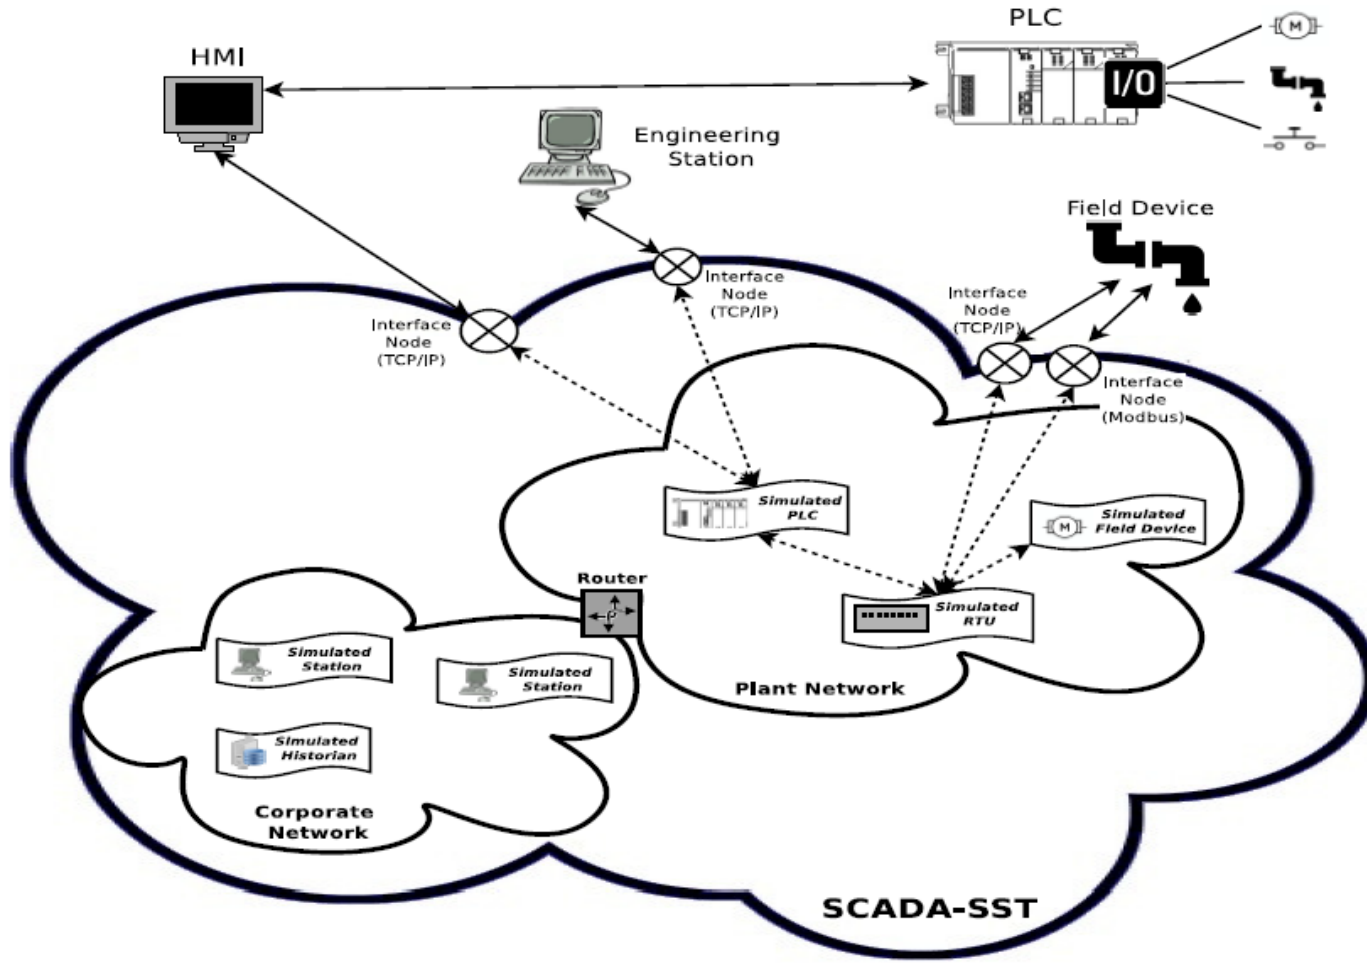 PLC
M
HMI
I/O
Engineering
Station
Field Device
Interface
Node
(TCP/IP)
Interface
Node
(TCP/IP)
Interface
Node
(TCP/IP)
Interface
Node
(Modbus)
Simulated
PLC
Simulated
Field Device
M
Router
Simulated
RTU
Simulated
Station
Simulated
Station
Plant Network
Simulated
Historian
Corporate
Network
SCADA-SST